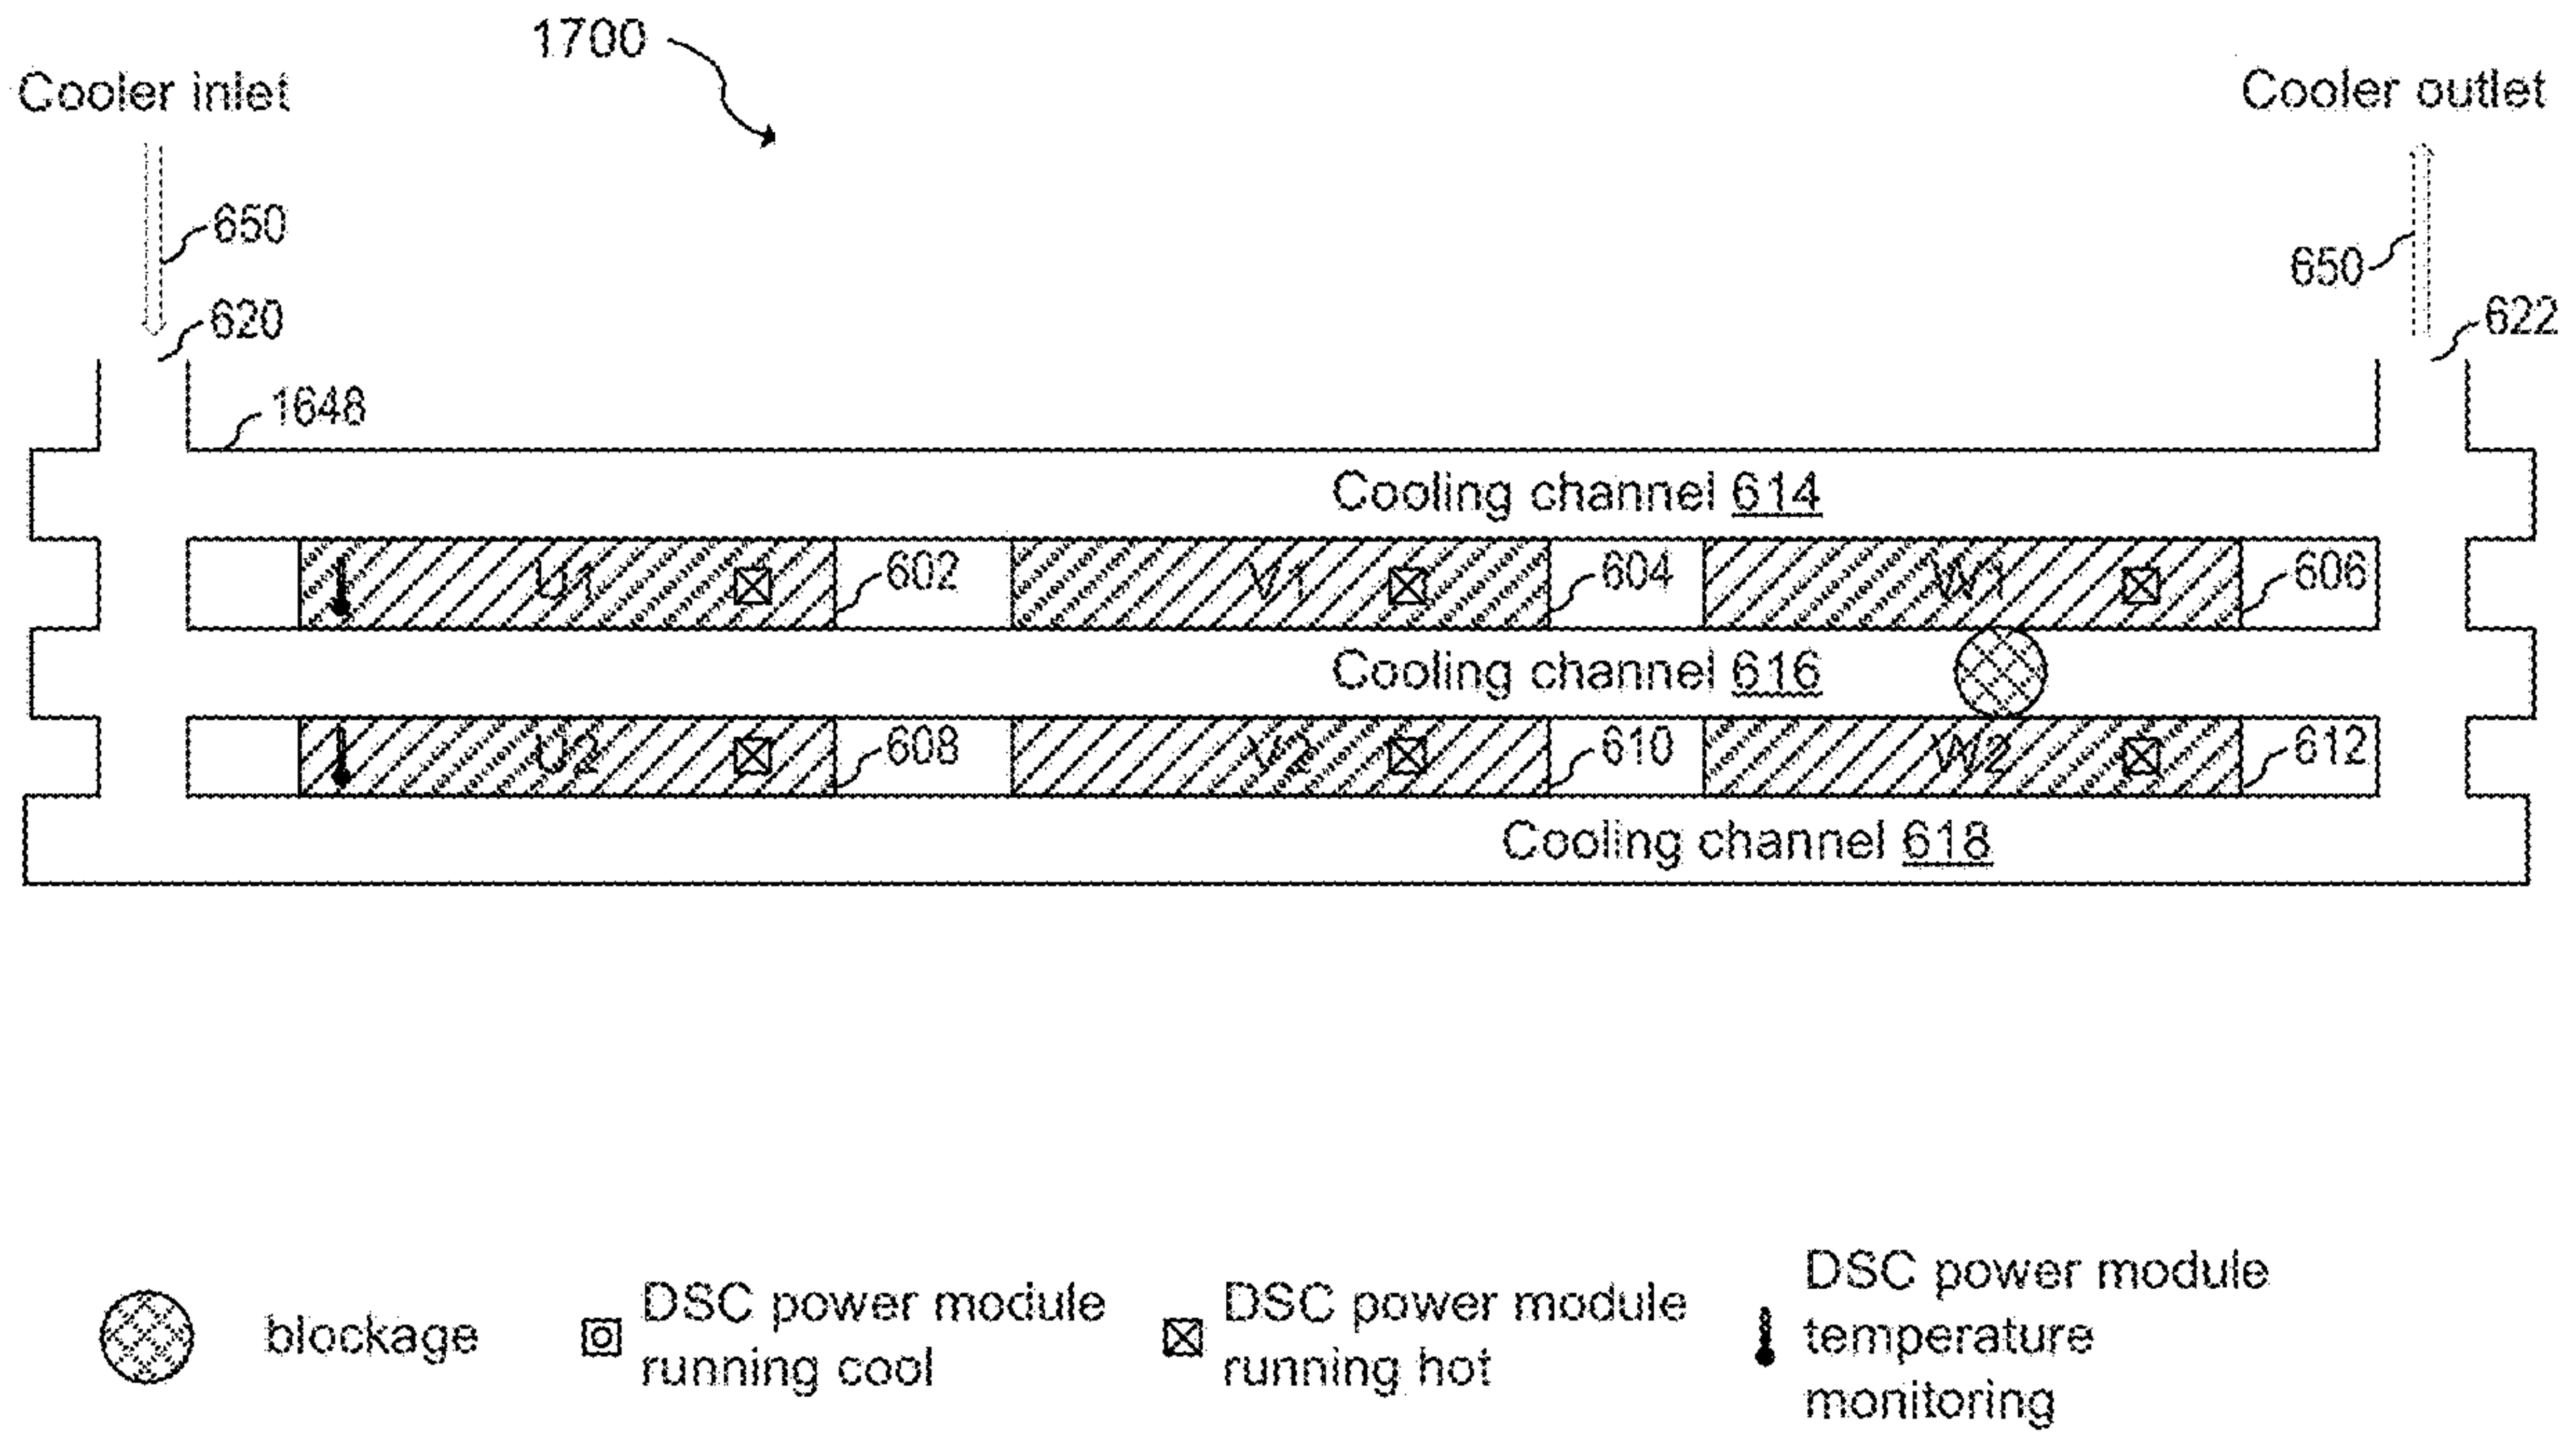 1700
Cooler inlet
Cooler outlet
650
650
620
622
1648
Cooling channel 614
U1
602
V1
604
W1
606
Cooling channel 616
U2
608
V2
610
W2
612
Cooling channel 618
blockage
DSC power module
running cool
DSC power module
running hot
DSC power module
temperature
monitoring